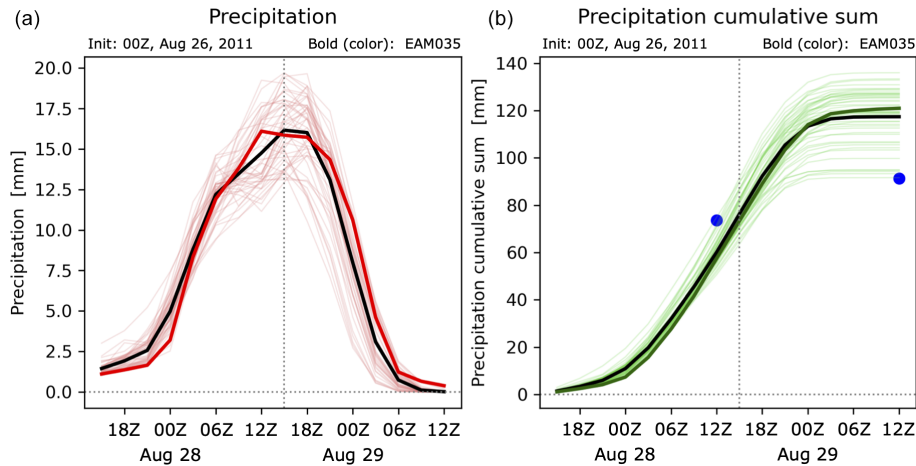 (a)
Precipitation
Init: 00Z, Aug 26, 2011 Bold (color): EAM035
Precipitation [mm]
20.0
17.5
15.0
12.5
10.0
7.5
5.0
2.5
0.0
18Z 00Z 06Z 12Z 18Z 00Z 06Z 12Z
Aug 28 Aug 29
(b)
Precipitation cumulative sum
Init: 00Z, Aug 26, 2011 Bold (color): EAM035
Precipitation cumulative sum [mm]
140
120
100
80
60
40
20
0
18Z 00Z 06Z 12Z 18Z 00Z 06Z 12Z
Aug 28 Aug 29